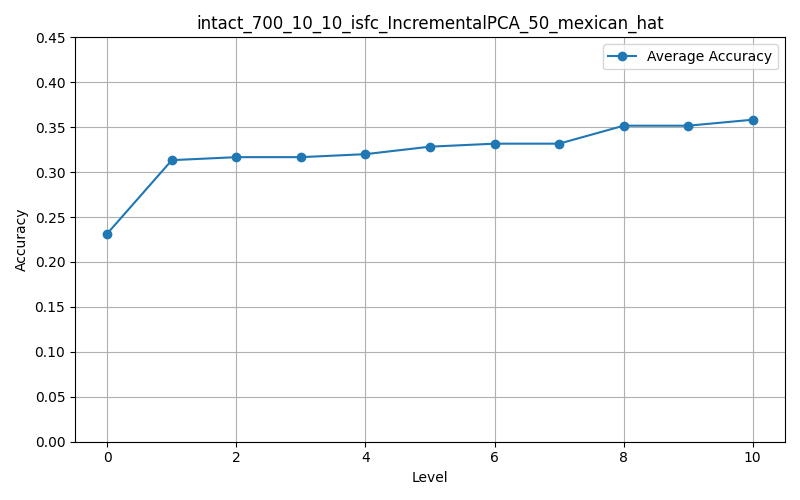 intact_700_10_10_isfc_IncrementalPCA_50_mexican_hat
Average Accuracy
Accuracy
0.45
0.40
0.35
0.30
0.25
0.20
0.15
0.10
0.05
0.00
0 2 4 6 8 10
Level